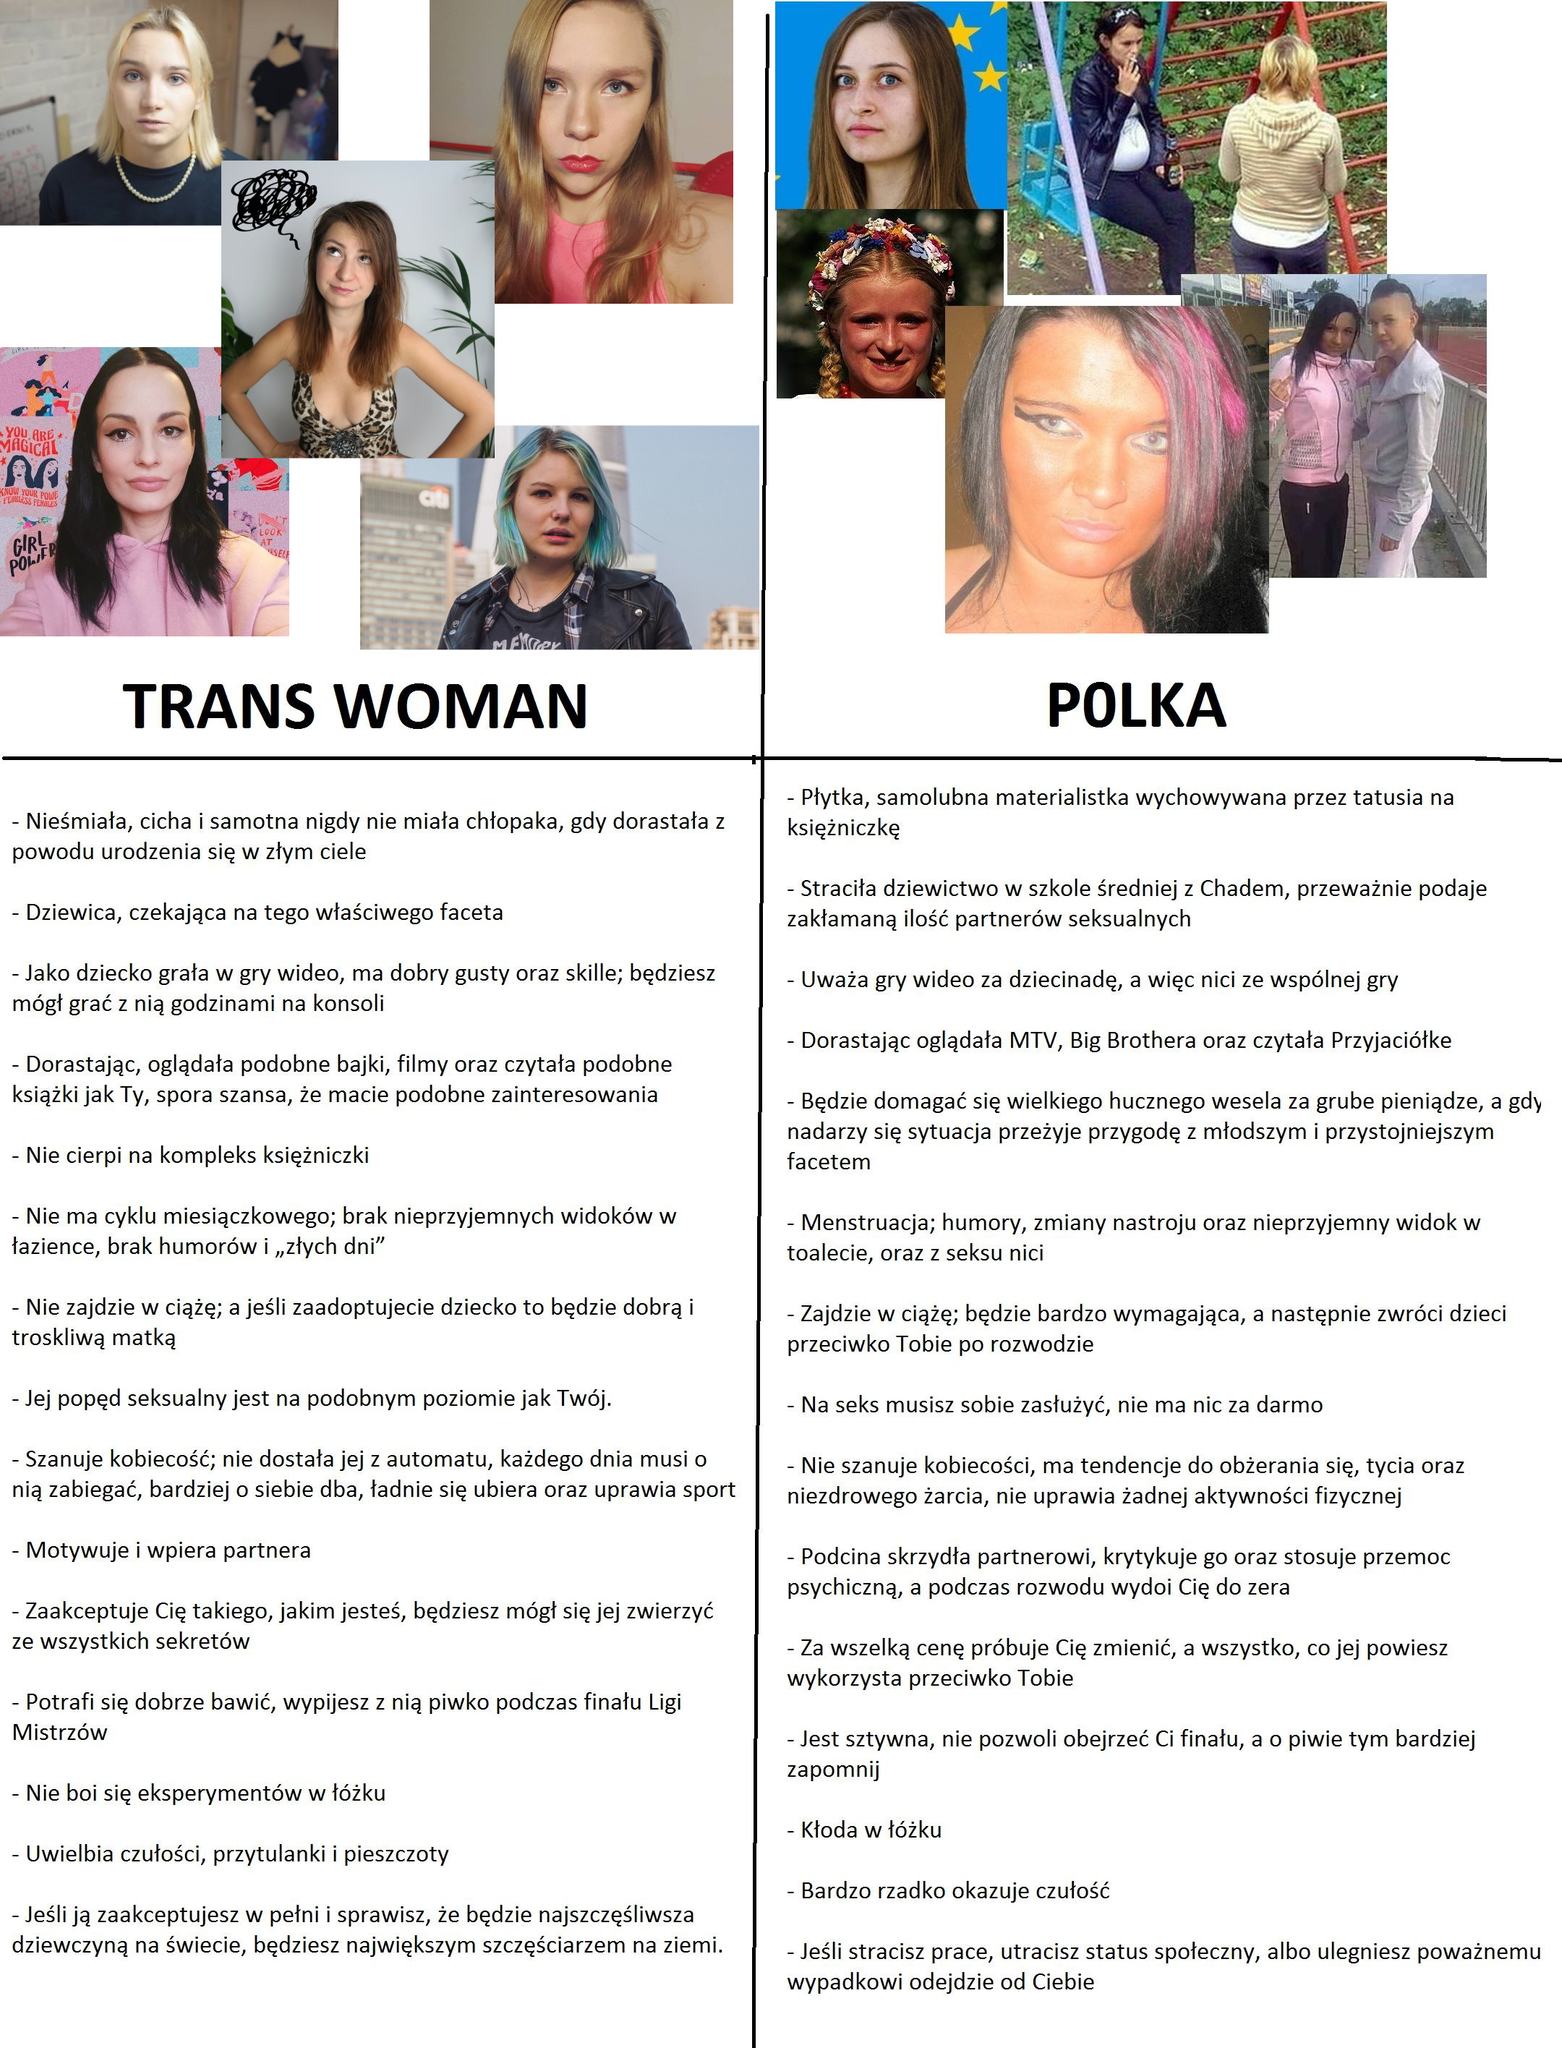 citi
YOU ARE
MAGICAL
KNOW YOUR POWE
FEARLESS FEMALES
GIRL
POWE
LOOK
AT
MEMORY
TRANS WOMAN
- Nieśmiała, cicha i samotna nigdy nie miała chłopaka, gdy dorastała z
powodu urodzenia się w złym ciele
- Dziewica, czekająca na tego właściwego faceta
- Jako dziecko grała w gry wideo, ma dobry gusty oraz skille; będziesz
mógł grać z nią godzinami na konsoli
- Dorastając, oglądała podobne bajki, filmy oraz czytała podobne
książki jak Ty, spora szansa, że macie podobne zainteresowania
- Nie cierpi na kompleks księżniczki
- Nie ma cyklu miesiączkowego; brak nieprzyjemnych widoków w
łazience, brak humorów i „złych dni”
- Nie zajdzie w ciążę; a jeśli zaadoptujecie dziecko to będzie dobrą i
troskliwą matką
- Jej popęd seksualny jest na podobnym poziomie jak Twój.
- Szanuje kobiecość; nie dostała jej z automatu, każdego dnia musi o
nią zabiegać, bardziej o siebie dba, ładnie się ubiera oraz uprawia sport
- Motywuje i wpiera partnera
- Zaakceptuje Cię takiego, jakim jesteś, będziesz mógł się jej zwierzyć
ze wszystkich sekretów
- Potrafi się dobrze bawić, wypijesz z nią piwko podczas finału Ligi
Mistrzów
- Nie boi się eksperymentów w łóżku
- Uwielbia czułości, przytulanki i pieszczoty
- Jeśli ją zaakceptujesz w pełni i sprawisz, że będzie najszczęśliwsza
dziewczyną na świecie, będziesz największym szczęściarzem na ziemi.
P0LKA
- Płytka, samolubna materialistka wychowywana przez tatusia na
księżniczkę
- Straciła dziewictwo w szkole średniej z Chadem, przeważnie podaje
zakłamaną ilość partnerów seksualnych
- Uważa gry wideo za dziecinadę, a więc nici ze wspólnej gry
- Dorastając oglądała MTV, Big Brothera oraz czytała Przyjaciółke
- Będzie domagać się wielkiego hucznego wesela za grube pieniądze, a gdy
nadarzy się sytuacja przeżyje przygodę z młodszym i przystojniejszym
facetem
- Menstruacja; humory, zmiany nastroju oraz nieprzyjemny widok w
toalecie, oraz z seksu nici
- Zajdzie w ciążę; będzie bardzo wymagająca, a następnie zwróci dzieci
przeciwko Tobie po rozwodzie
- Na seks musisz sobie zasłużyć, nie ma nic za darmo
- Nie szanuje kobiecości, ma tendencje do obżerania się, tycia oraz
niezdrowego żarcia, nie uprawia żadnej aktywności fizycznej
- Podcina skrzydła partnerowi, krytykuje go oraz stosuje przemoc
psychiczną, a podczas rozwodu wydoi Cię do zera
- Za wszelką cenę próbuje Cię zmienić, a wszystko, co jej powiesz
wykorzysta przeciwko Tobie
- Jest sztywna, nie pozwoli obejrzeć Ci finału, a o piwie tym bardziej
zapomnij
- Kłoda w łóżku
- Bardzo rzadko okazuje czułość
- Jeśli stracisz prace, utracisz status społeczny, albo ulegniesz poważnemu
wypadkowi odejdzie od Ciebie